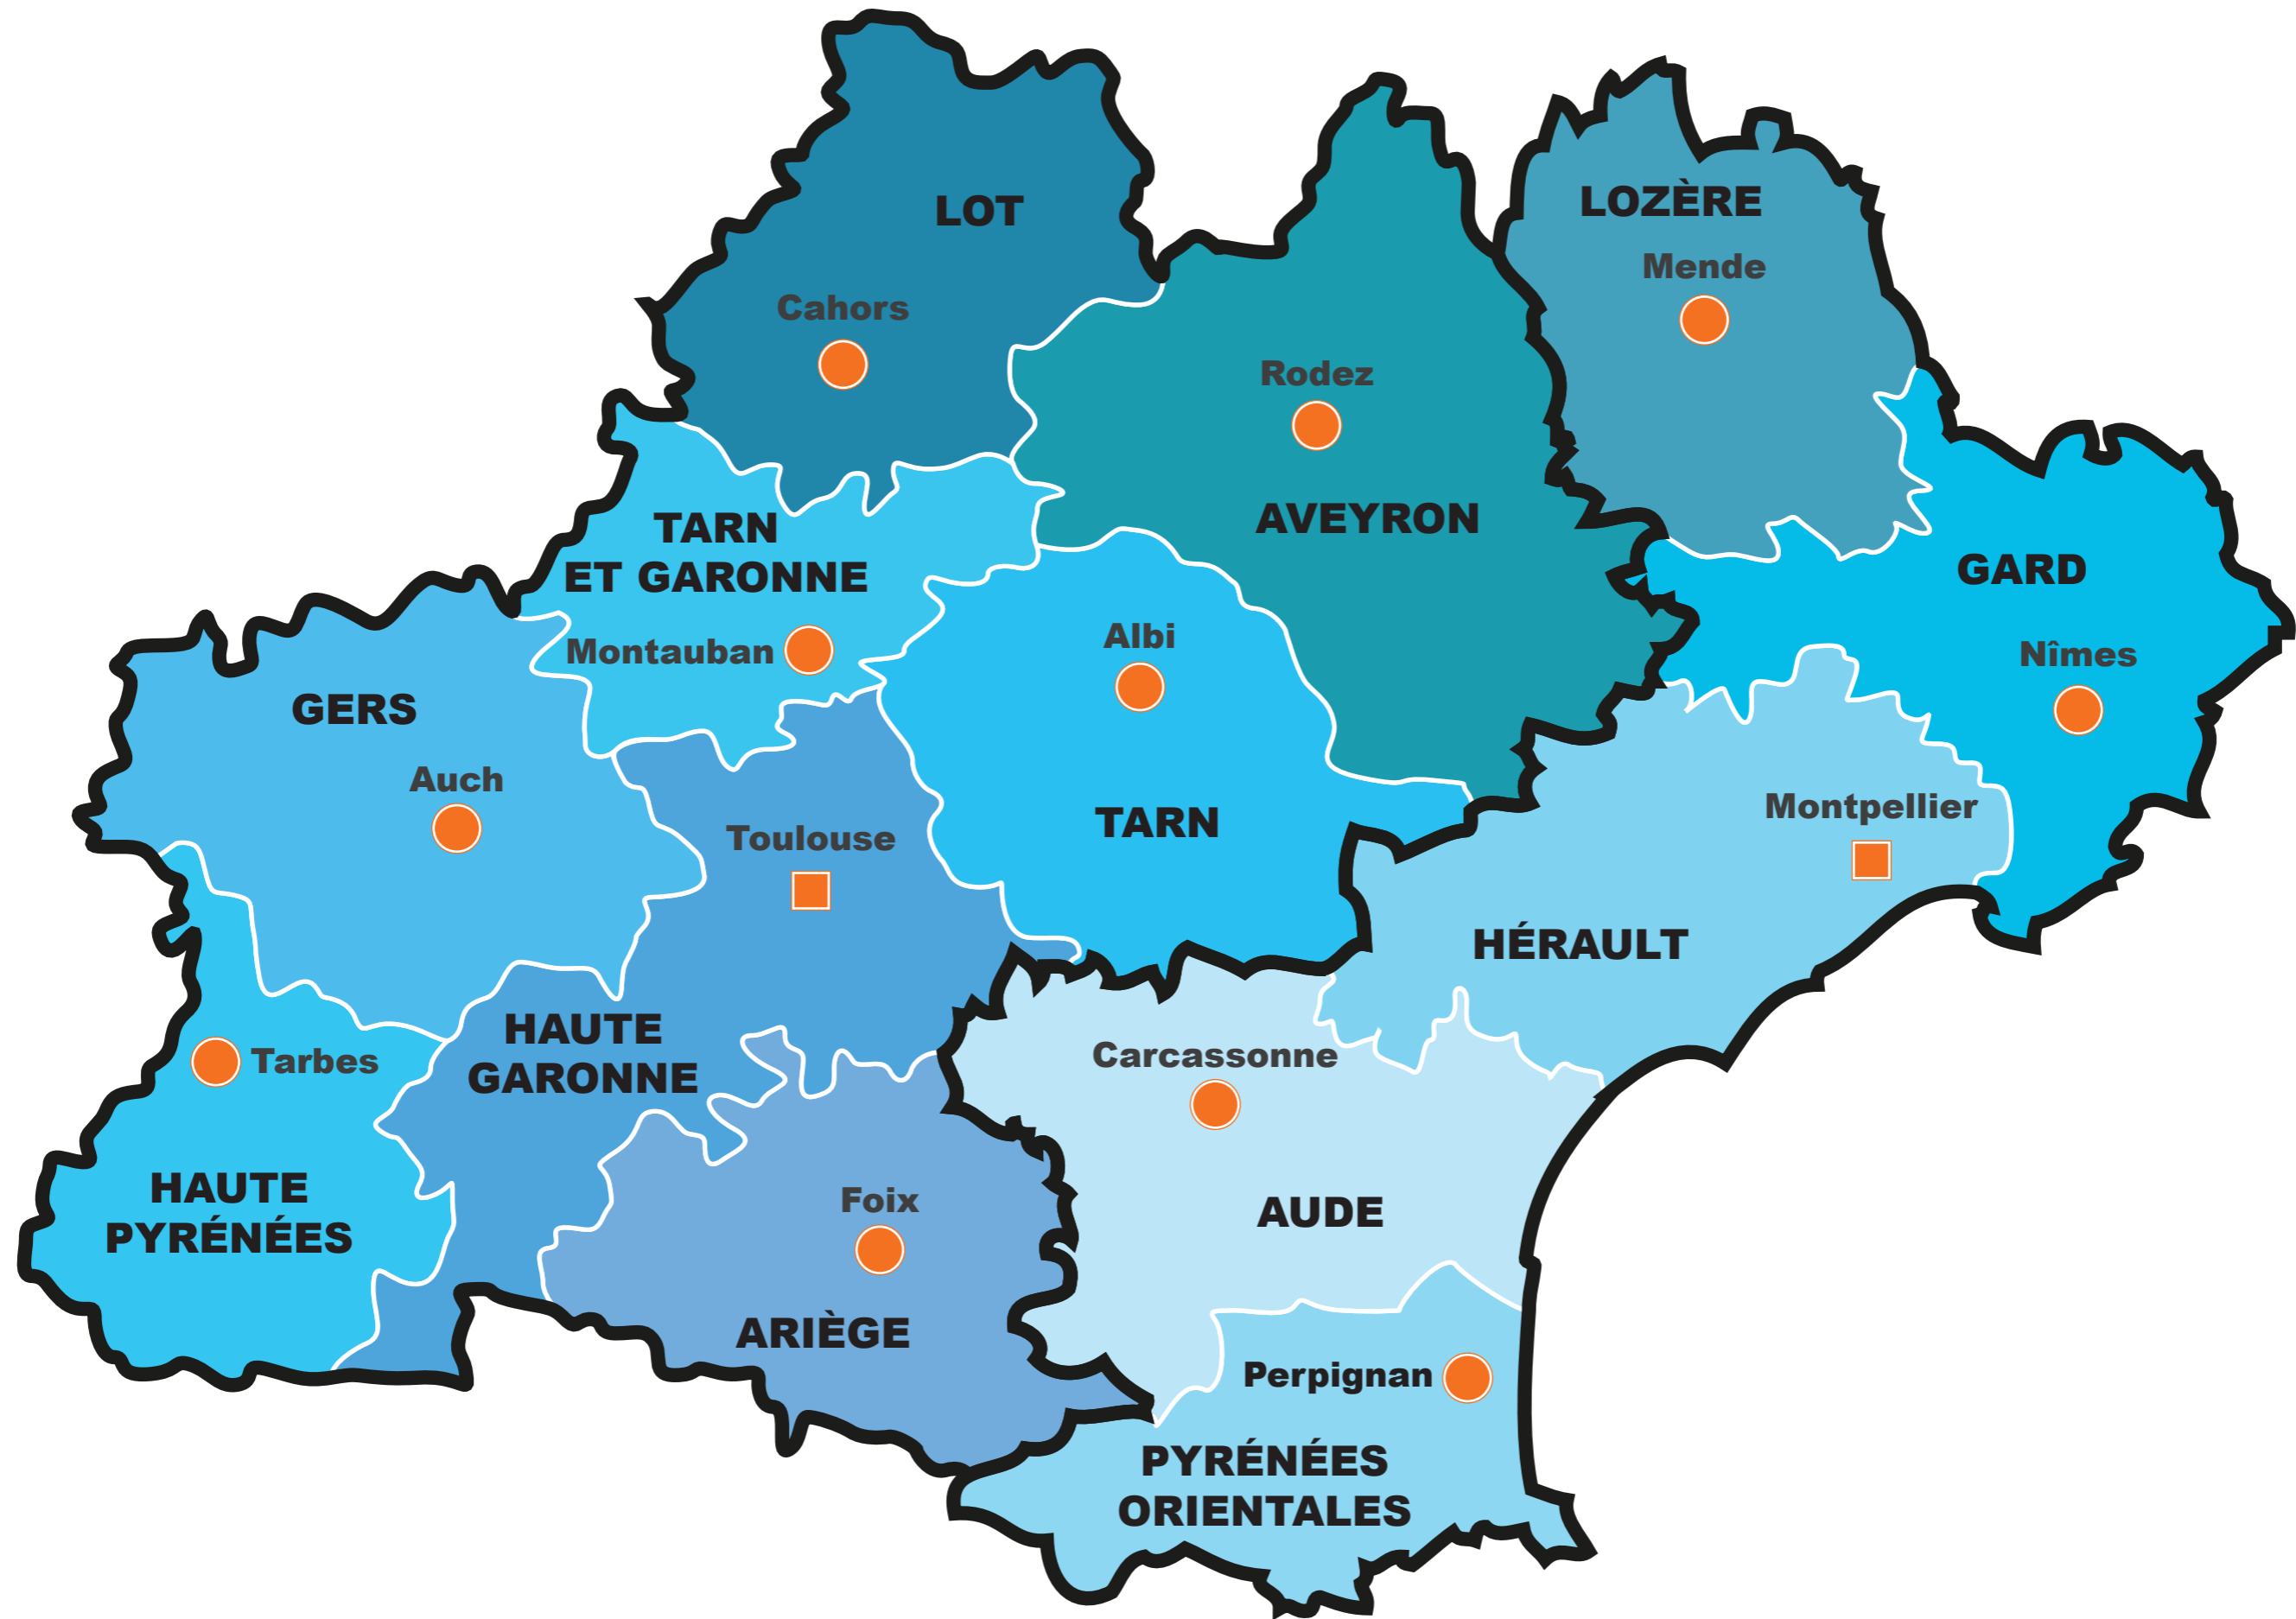 LOT
Cahors
LOZÈRE
Mende
Rodez
AVEYRON
TARN
ET GARONNE
Montauban
GARD
Nîmes
GERS
Auch
Albi
TARN
Toulouse
Montpellier
HÉRAULT
HAUTE
GARONNE
Tarbes
HAUTE
PYRÉNÉES
Carcassonne
AUDE
Foix
ARIÈGE
Perpignan
PYRÉNÉES
ORIENTALES